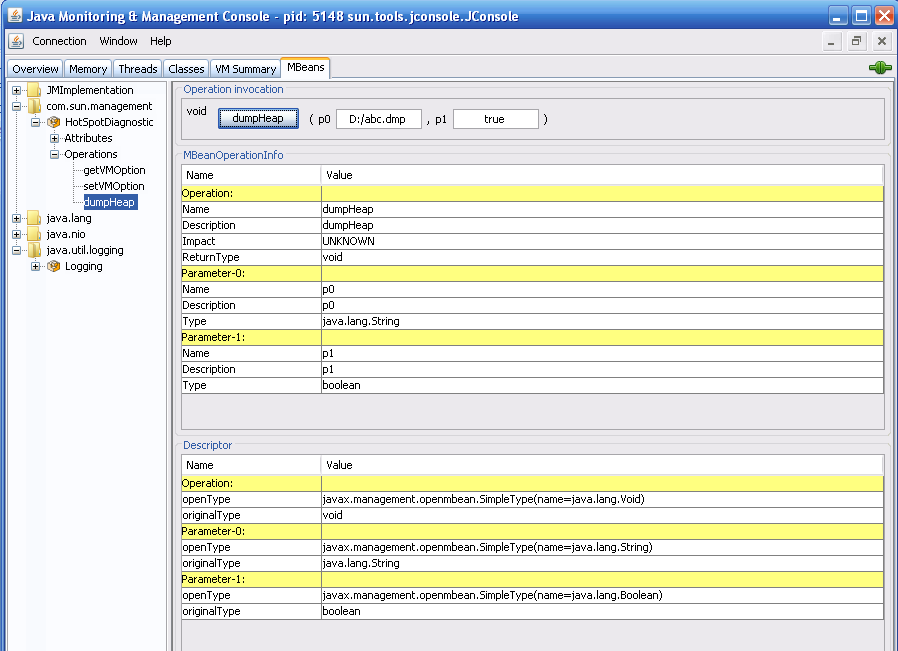 Java Monitoring & Management Console - pid: 5148 sun.tools.jconsole.JConsole
Connection Window Help
Overview Memory Threads Classes VM Summary MBeans
JMImplementation
com.sun.management
HotSpotDiagnostic
Attributes
Operations
getVMOption
setVMOption
dumpHeap
java.lang
java.nio
java.util.logging
Logging
Operation invocation
void dumpHeap ( p0 D:/abc.dmp , p1 true )
MBeanOperationInfo
Name Value
Operation:
Name dumpHeap
Description dumpHeap
Impact UNKNOWN
ReturnType void
Parameter-0:
Name p0
Description p0
Type java.lang.String
Parameter-1:
Name p1
Description p1
Type boolean
Descriptor
Name Value
Operation:
openType javax.management.openmbean.SimpleType(name=java.lang.Void)
originalType void
Parameter-0:
openType javax.management.openmbean.SimpleType(name=java.lang.String)
originalType java.lang.String
Parameter-1:
openType javax.management.openmbean.SimpleType(name=java.lang.Boolean)
originalType boolean